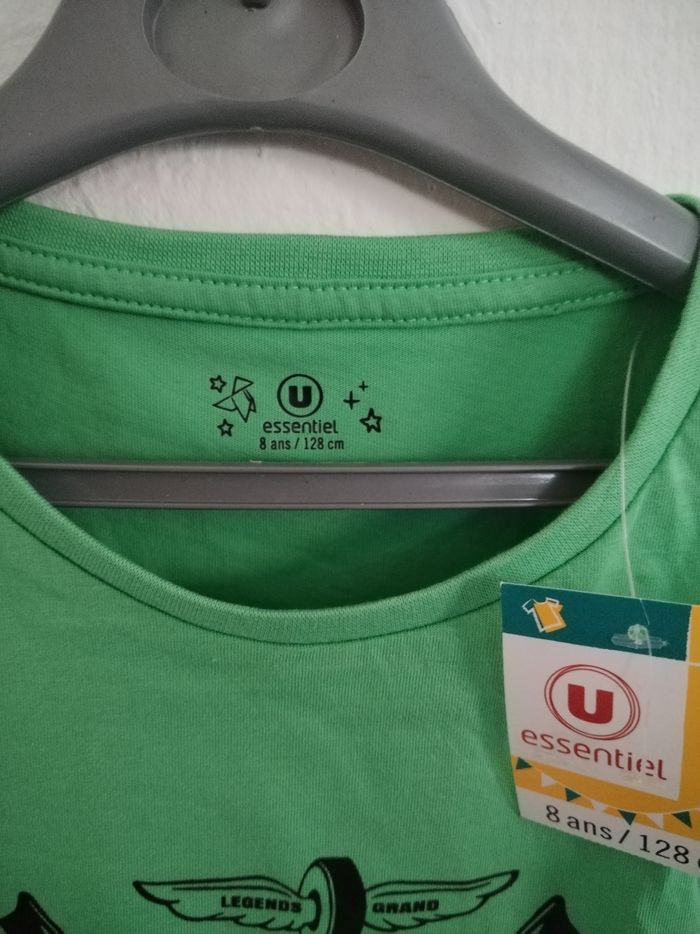 U
essentiel
8 ans / 128 cm
U
essentiel
8 ans / 128
LEGENDS GRAND